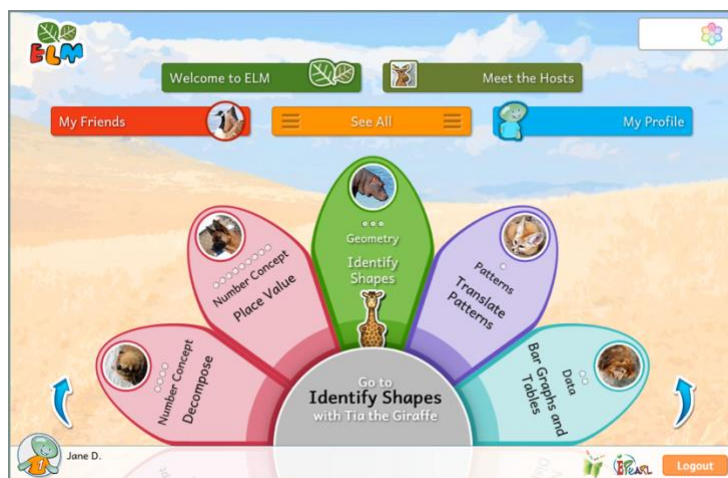 ELM
Welcome to ELM
Meet the Hosts
My Friends
See All
My Profile
Number Concept
Decompose
Number Concept
Place Value
Geometry
Identify
Shapes
Patterns
Translate
Patterns
Data
Bar Graphs and
Tables
Go to
Identify Shapes
with Tia the Giraffe
1
Jane D.
EPEARL
Logout